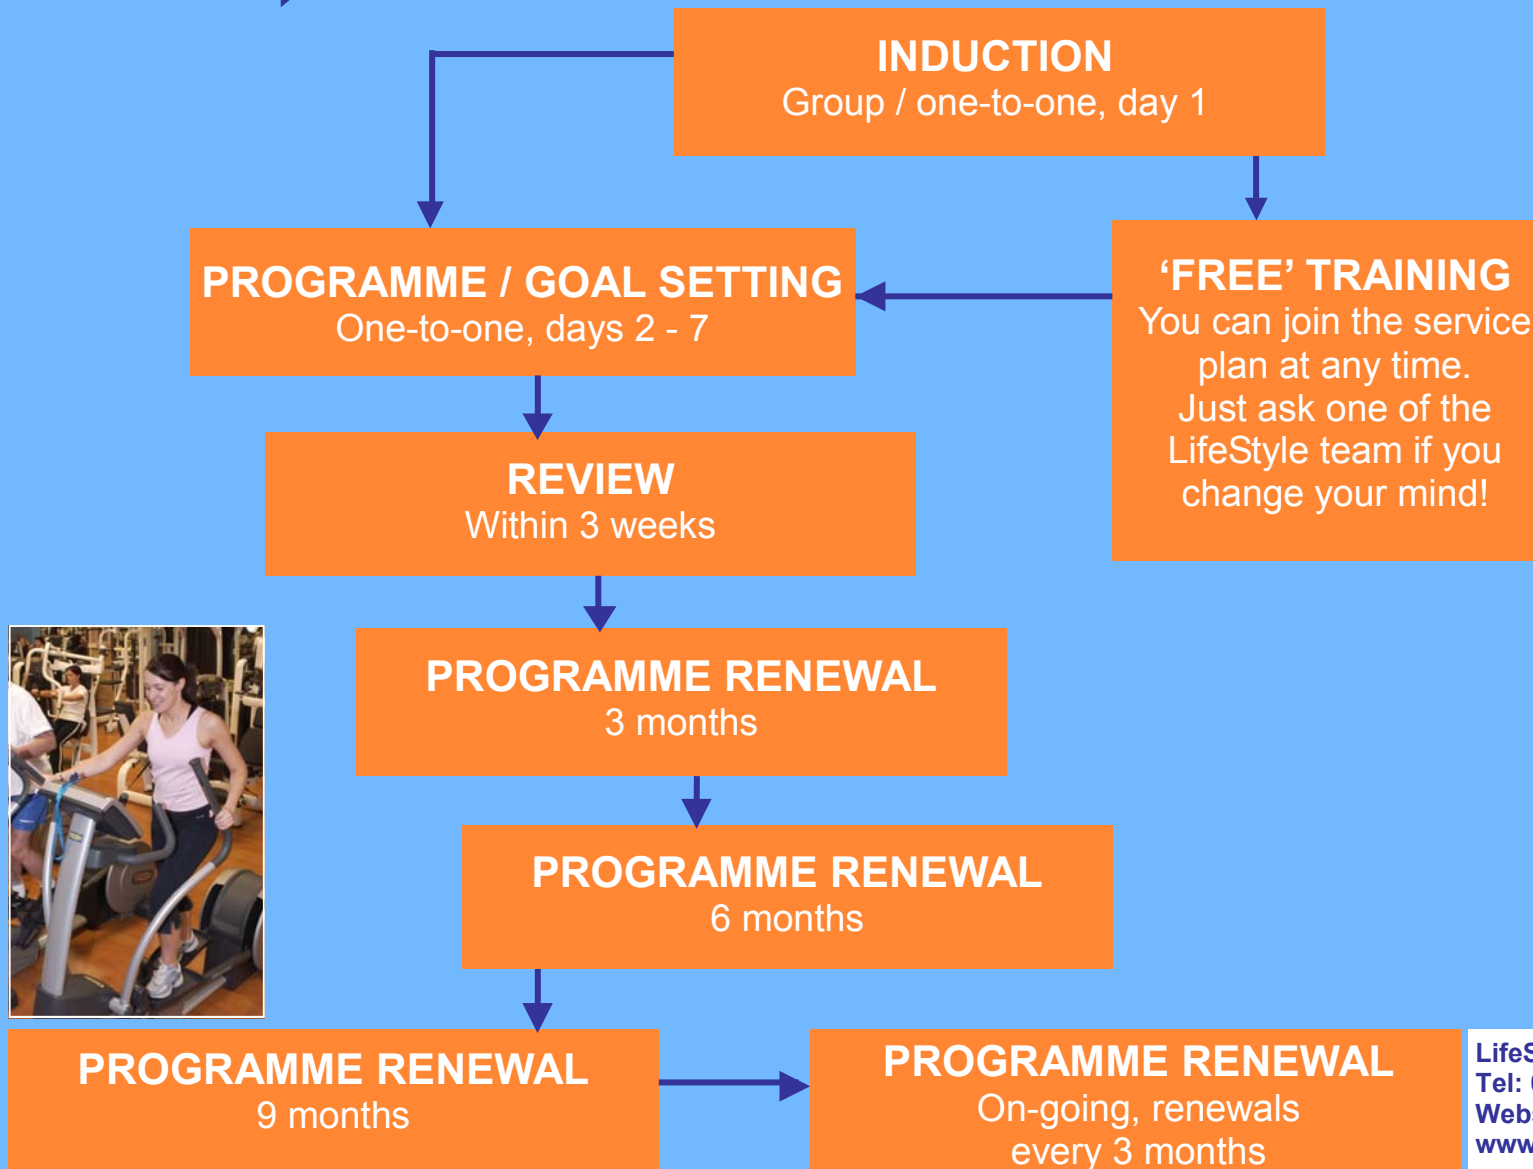 INDUCTION
Group / one-to-one, day 1
PROGRAMME / GOAL SETTING
One-to-one, days 2 - 7
‘FREE’ TRAINING
You can join the service
plan at any time.
Just ask one of the
LifeStyle team if you
change your mind!
REVIEW
Within 3 weeks
PROGRAMME RENEWAL
3 months
PROGRAMME RENEWAL
6 months
PROGRAMME RENEWAL
9 months
PROGRAMME RENEWAL
On-going, renewals
every 3 months
Tel:
www